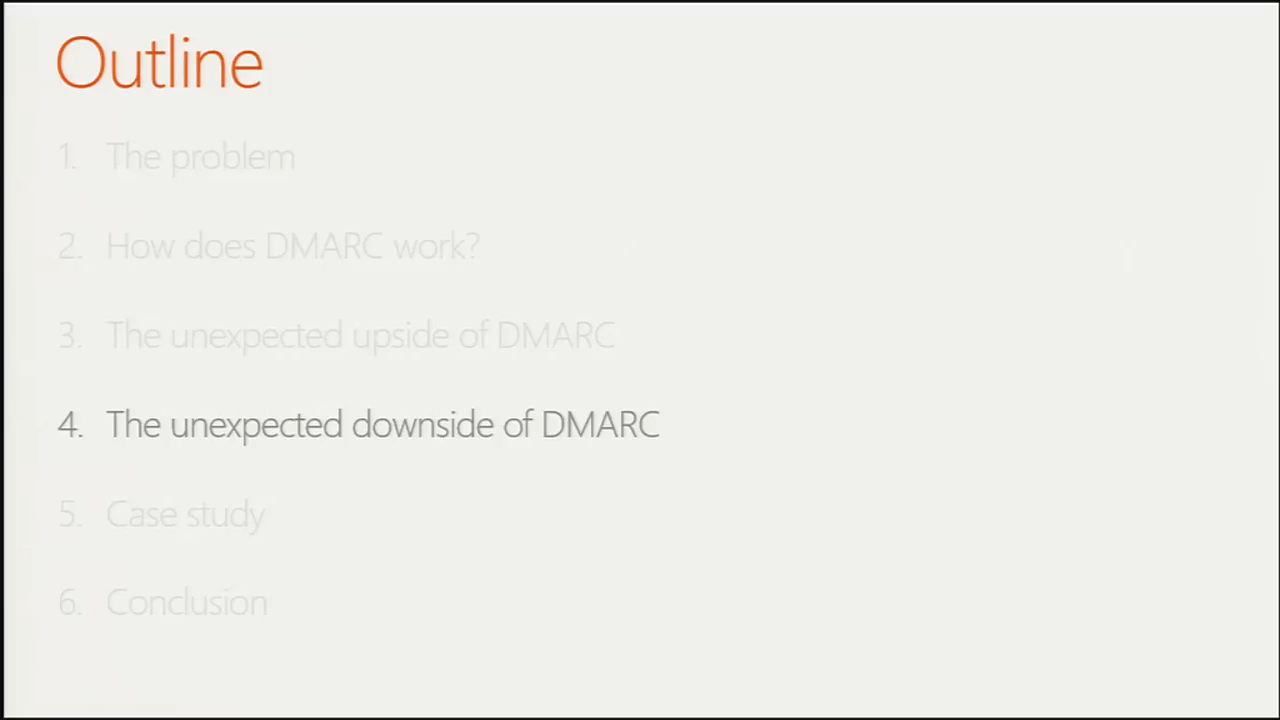 Outline
1. The problem
2. How does DMARC work?
3. The unexpected upside of DMARC
4. The unexpected downside of DMARC
5. Case study
6. Conclusion